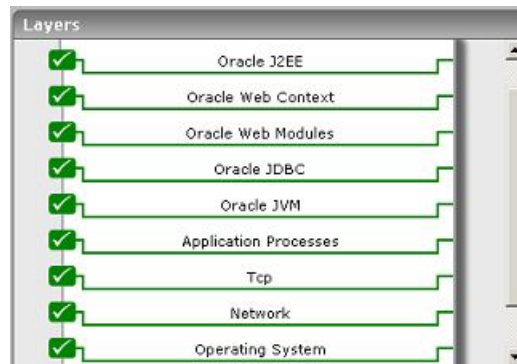 Layers
Oracle J2EE
Oracle Web Context
Oracle Web Modules
Oracle JDBC
Oracle JVM
Application Processes
Tcp
Network
Operating System